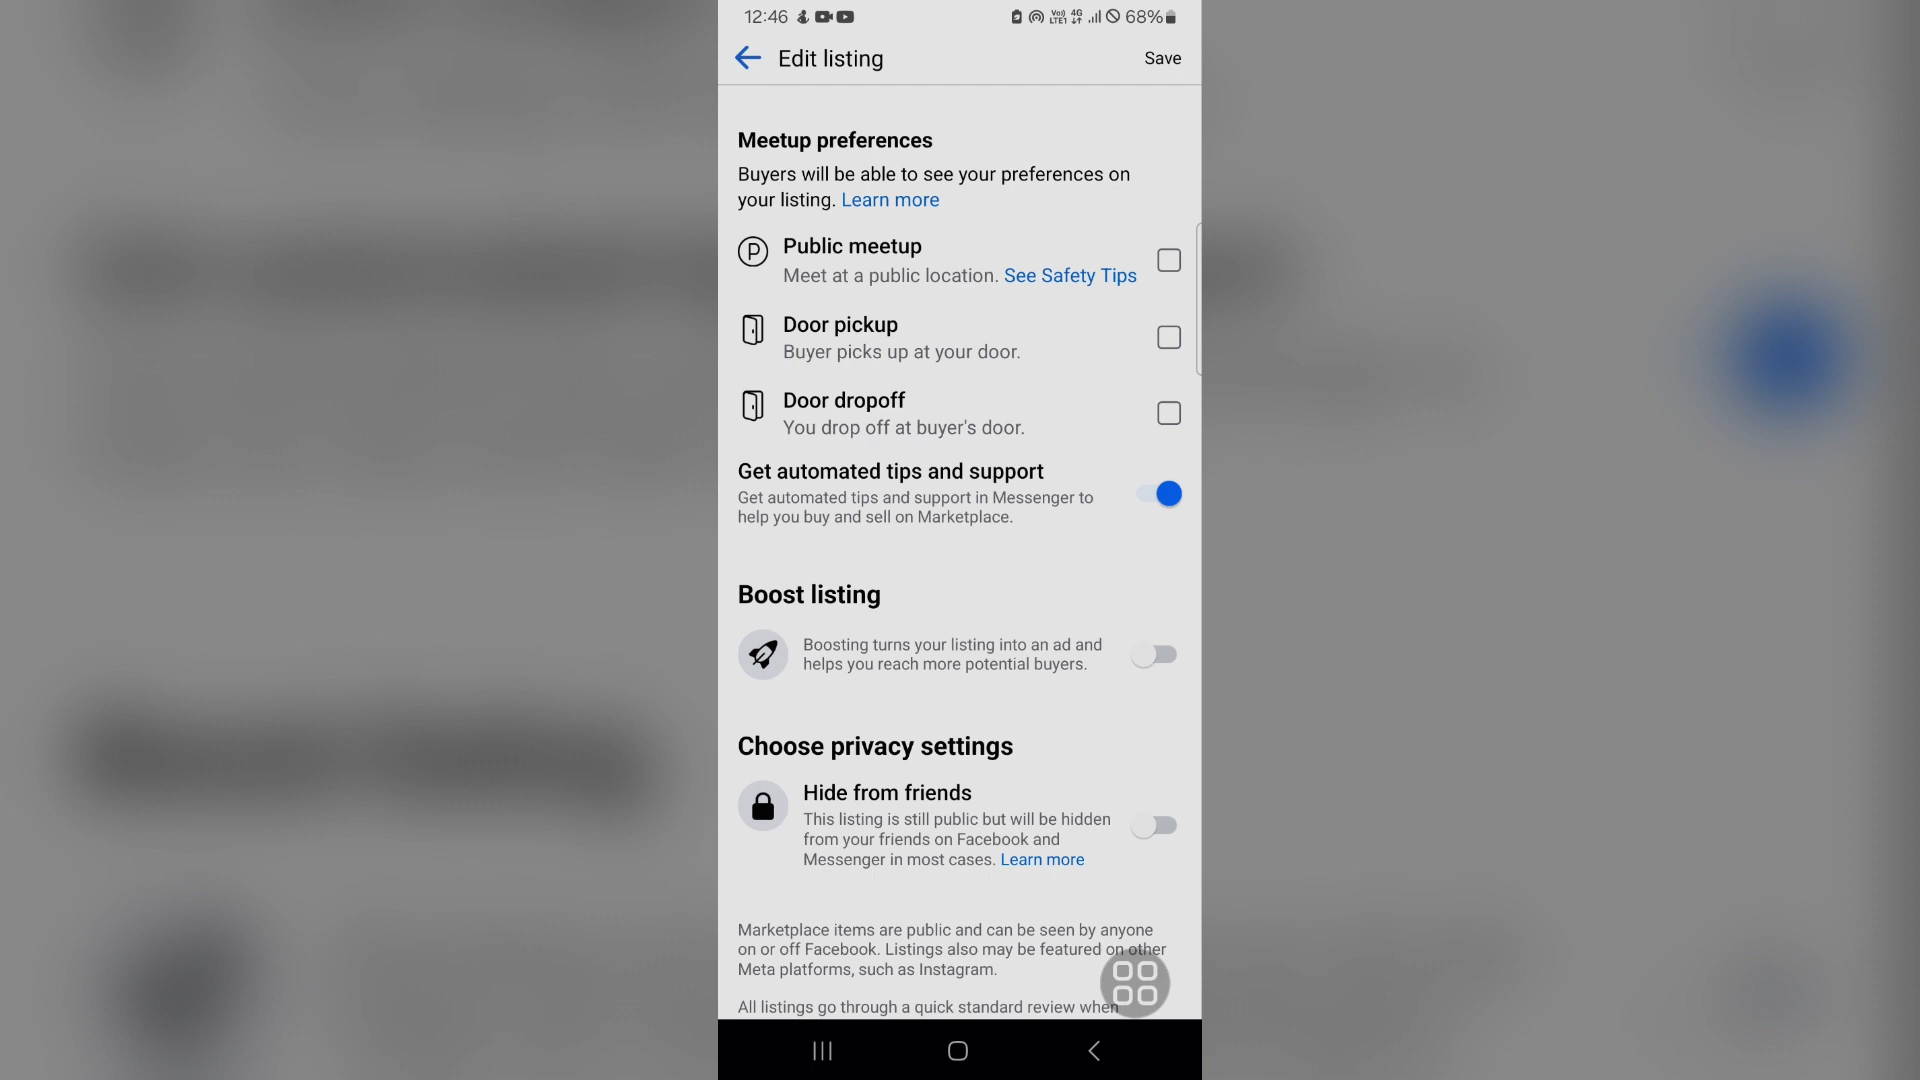 12:46
Vo)) 4G 68%
LTE1
Edit listing
Save
Meetup preferences
Buyers will be able to see your preferences on
your listing. Learn more
P
Public meetup
Meet at a public location. See Safety Tips
Door pickup
Buyer picks up at your door.
Door dropoff
You drop off at buyer's door.
Get automated tips and support
Get automated tips and support in Messenger to
help you buy and sell on Marketplace.
Boost listing
Boosting turns your listing into an ad and
helps you reach more potential buyers.
Choose privacy settings
Hide from friends
This listing is still public but will be hidden
from your friends on Facebook and
Messenger in most cases. Learn more
Marketplace items are public and can be seen by anyone
on or off Facebook. Listings also may be featured on other
Meta platforms, such as Instagram.
All listings go through a quick standard review when